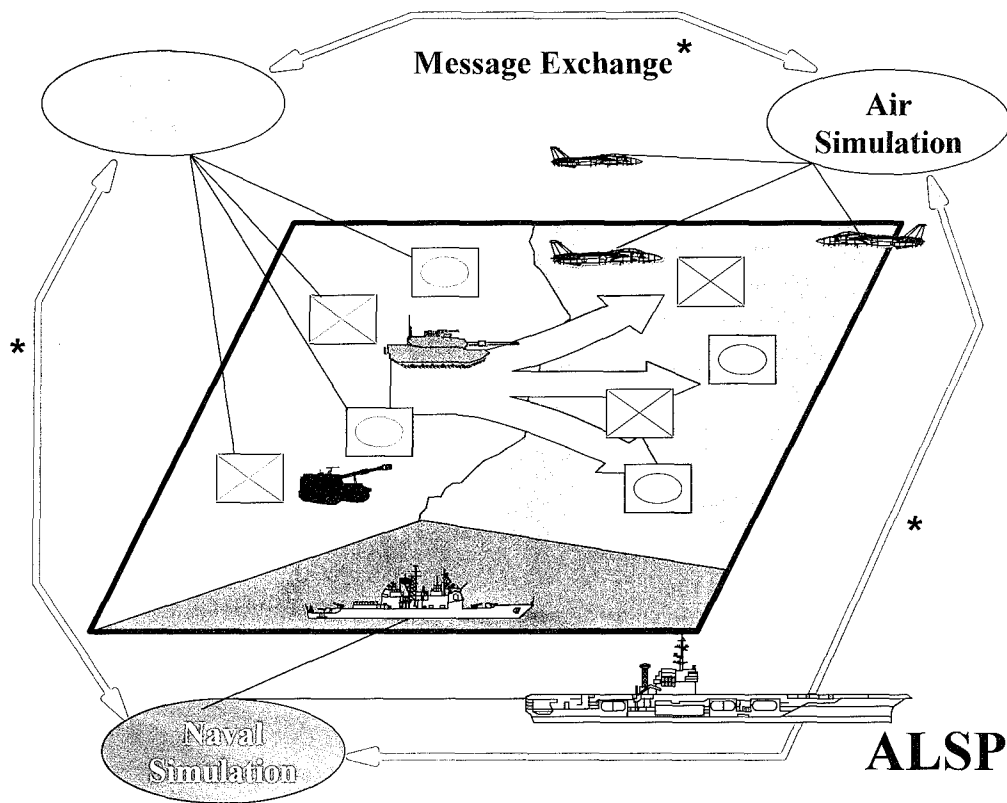 Message Exchange*
Air
Simulation
*
*
Naval
Simulation
ALSP